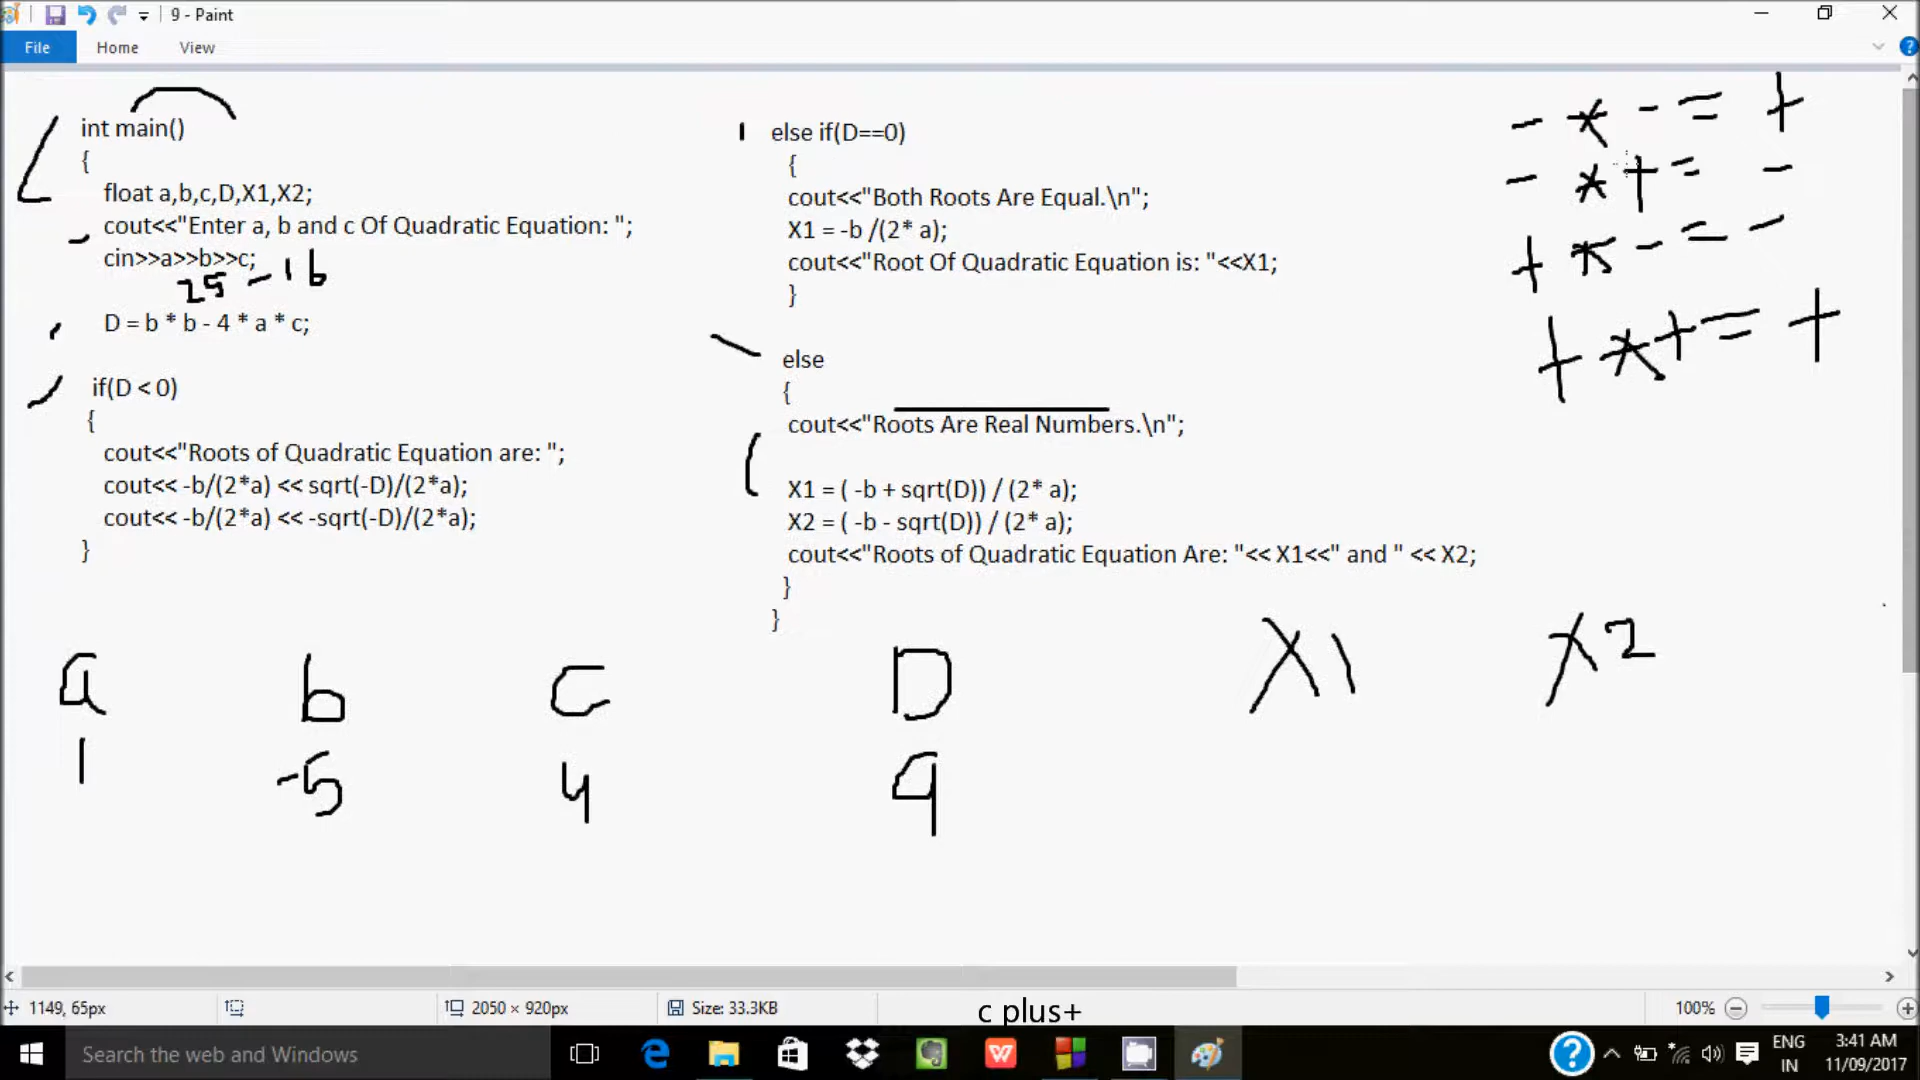 9 - Paint
File Home View
int main()
{
float a,b,c,D,X1,X2;
cout<<"Enter a, b and c Of Quadratic Equation: ";
cin>>a>>b>>c;
25 - 16
D = b * b - 4 * a * c;
if(D < 0)
{
cout<<"Roots of Quadratic Equation are: ";
cout<< -b/(2*a) << sqrt(-D)/(2*a);
cout<< -b/(2*a) << -sqrt(-D)/(2*a);
}
else if(D==0)
{
cout<<"Both Roots Are Equal.\n";
X1 = -b /(2* a);
cout<<"Root Of Quadratic Equation is: "<<X1;
}
else
{
cout<<"Roots Are Real Numbers.\n";
X1 = ( -b + sqrt(D)) / (2* a);
X2 = ( -b - sqrt(D)) / (2* a);
cout<<"Roots of Quadratic Equation Are: "<< X1<<" and " << X2;
}
}
- * - = +
- * + = -
+ * - = -
+ * + = +
a b c D X1 X2
1 -5 4 9
1149, 65px 2050 × 920px Size: 33.3KB 100%
c plus+
Search the web and Windows
ENG
IN
3:41 AM
11/09/2017